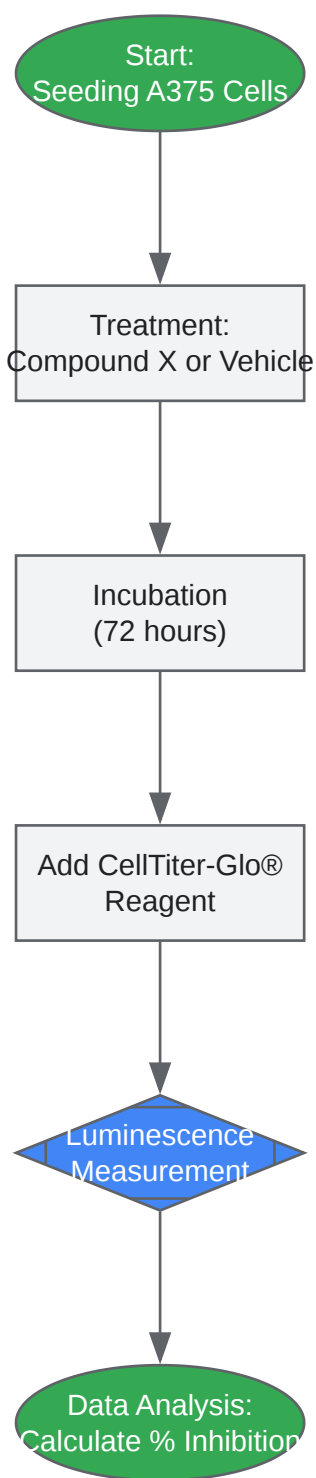 Start:
Seeding A375 Cells
Treatment:
Compound X or Vehicle
Incubation
(72 hours)
Add CellTiter-Glo®
Reagent
Luminescence
Measurement
Data Analysis:
Calculate % Inhibition